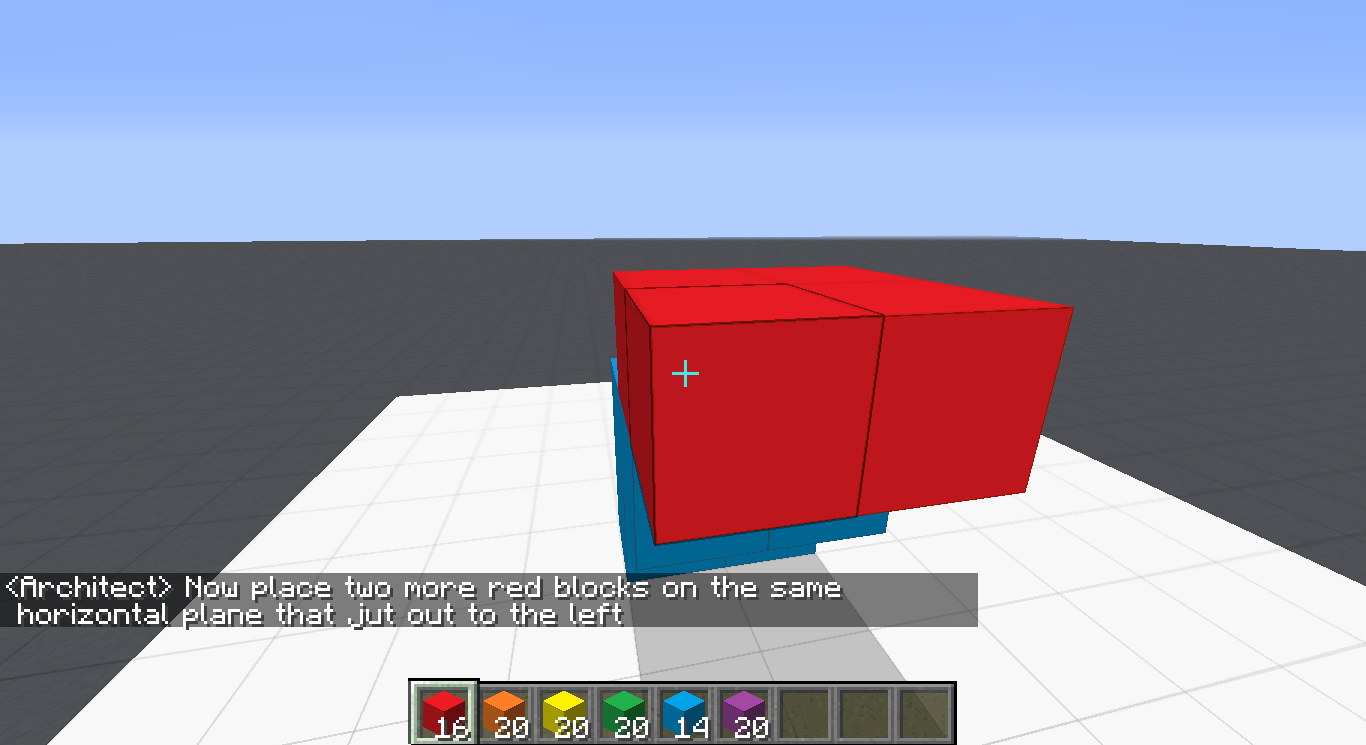 <Architect> Now place two more red blocks on the same
horizontal plane that jut out to the left
16 20 20 20 14 20